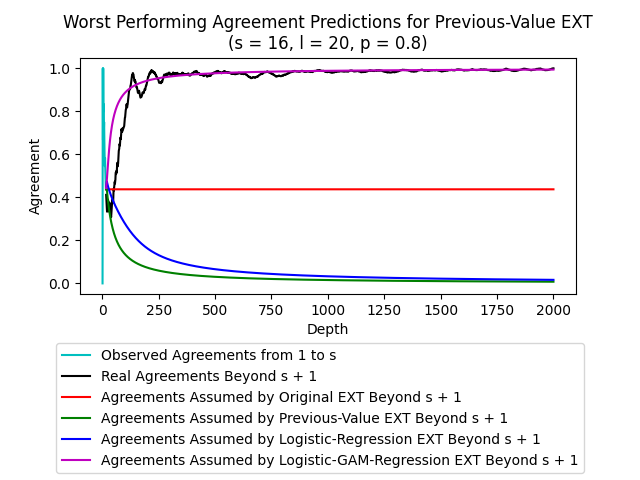 Worst Performing Agreement Predictions for Previous-Value EXT
(s = 16, l = 20, p = 0.8)
1.0
0.8
0.6
0.4
0.2
0.0
Agreement
0 250 500 750 1000 1250 1500 1750 2000
Depth
Observed Agreements from 1 to s
Real Agreements Beyond s + 1
Agreements Assumed by Original EXT Beyond s + 1
Agreements Assumed by Previous-Value EXT Beyond s + 1
Agreements Assumed by Logistic-Regression EXT Beyond s + 1
Agreements Assumed by Logistic-GAM-Regression EXT Beyond s + 1